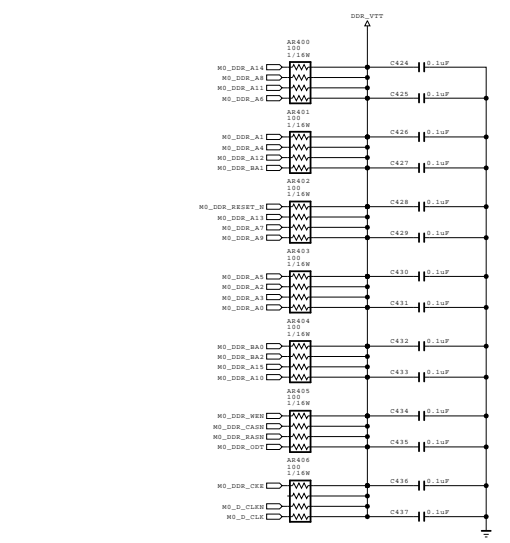 DDR_VTT
AR400
100
1/16W
M0_DDR_A14
C424 0.1uF
M0_DDR_A8
M0_DDR_A11
M0_DDR_A6
C425 0.1uF
AR401
100
1/16W
M0_DDR_A1
C426 0.1uF
M0_DDR_A4
M0_DDR_A12
M0_DDR_BA1
C427 0.1uF
AR402
100
1/16W
M0_DDR_RESET_N
C428 0.1uF
M0_DDR_A13
M0_DDR_A7
M0_DDR_A9
C429 0.1uF
AR403
100
1/16W
M0_DDR_A5
C430 0.1uF
M0_DDR_A2
M0_DDR_A3
M0_DDR_A0
C431 0.1uF
AR404
100
1/16W
M0_DDR_BA0
C432 0.1uF
M0_DDR_BA2
M0_DDR_A15
M0_DDR_A10
C433 0.1uF
AR405
100
1/16W
M0_DDR_WEN
C434 0.1uF
M0_DDR_CASN
M0_DDR_RASN
M0_DDR_ODT
C435 0.1uF
AR406
100
1/16W
M0_DDR_CKE
C436 0.1uF
M0_D_CLKN
M0_D_CLK
C437 0.1uF